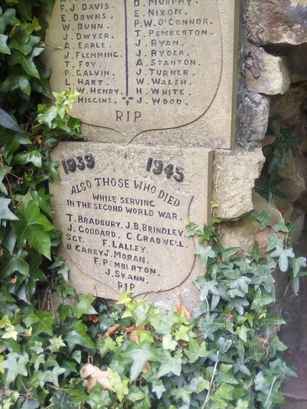 F.J. DAVIS.
E. DOWNS.
W. DUNN.
J. DWYER.
A. EARLE.
J. FLEMMING.
T. FOY.
P. GALVIN.
L. HART.
W. HENRY
HIGGINS.
D. MURPHY
E. NIXON.
P.W. O'CONNOR.
T. PEMBERTON.
J. RYAN.
J. RYDER.
A. STANTON.
J. TURNER.
W. WALSH.
H. WHITE.
J. WOOD.
RIP
1939 1945
ALSO THOSE WHO DIED
WHILE SERVING
IN THE SECOND WORLD WAR.
T. BRADBURY, J.B. BRINDLEY,
J. GODDARD. C. GRADWELL
SGT. F. LALLEY.
B CAREY J. MORAN.
F. PEMBERTON.
J. SWANN.
RIP